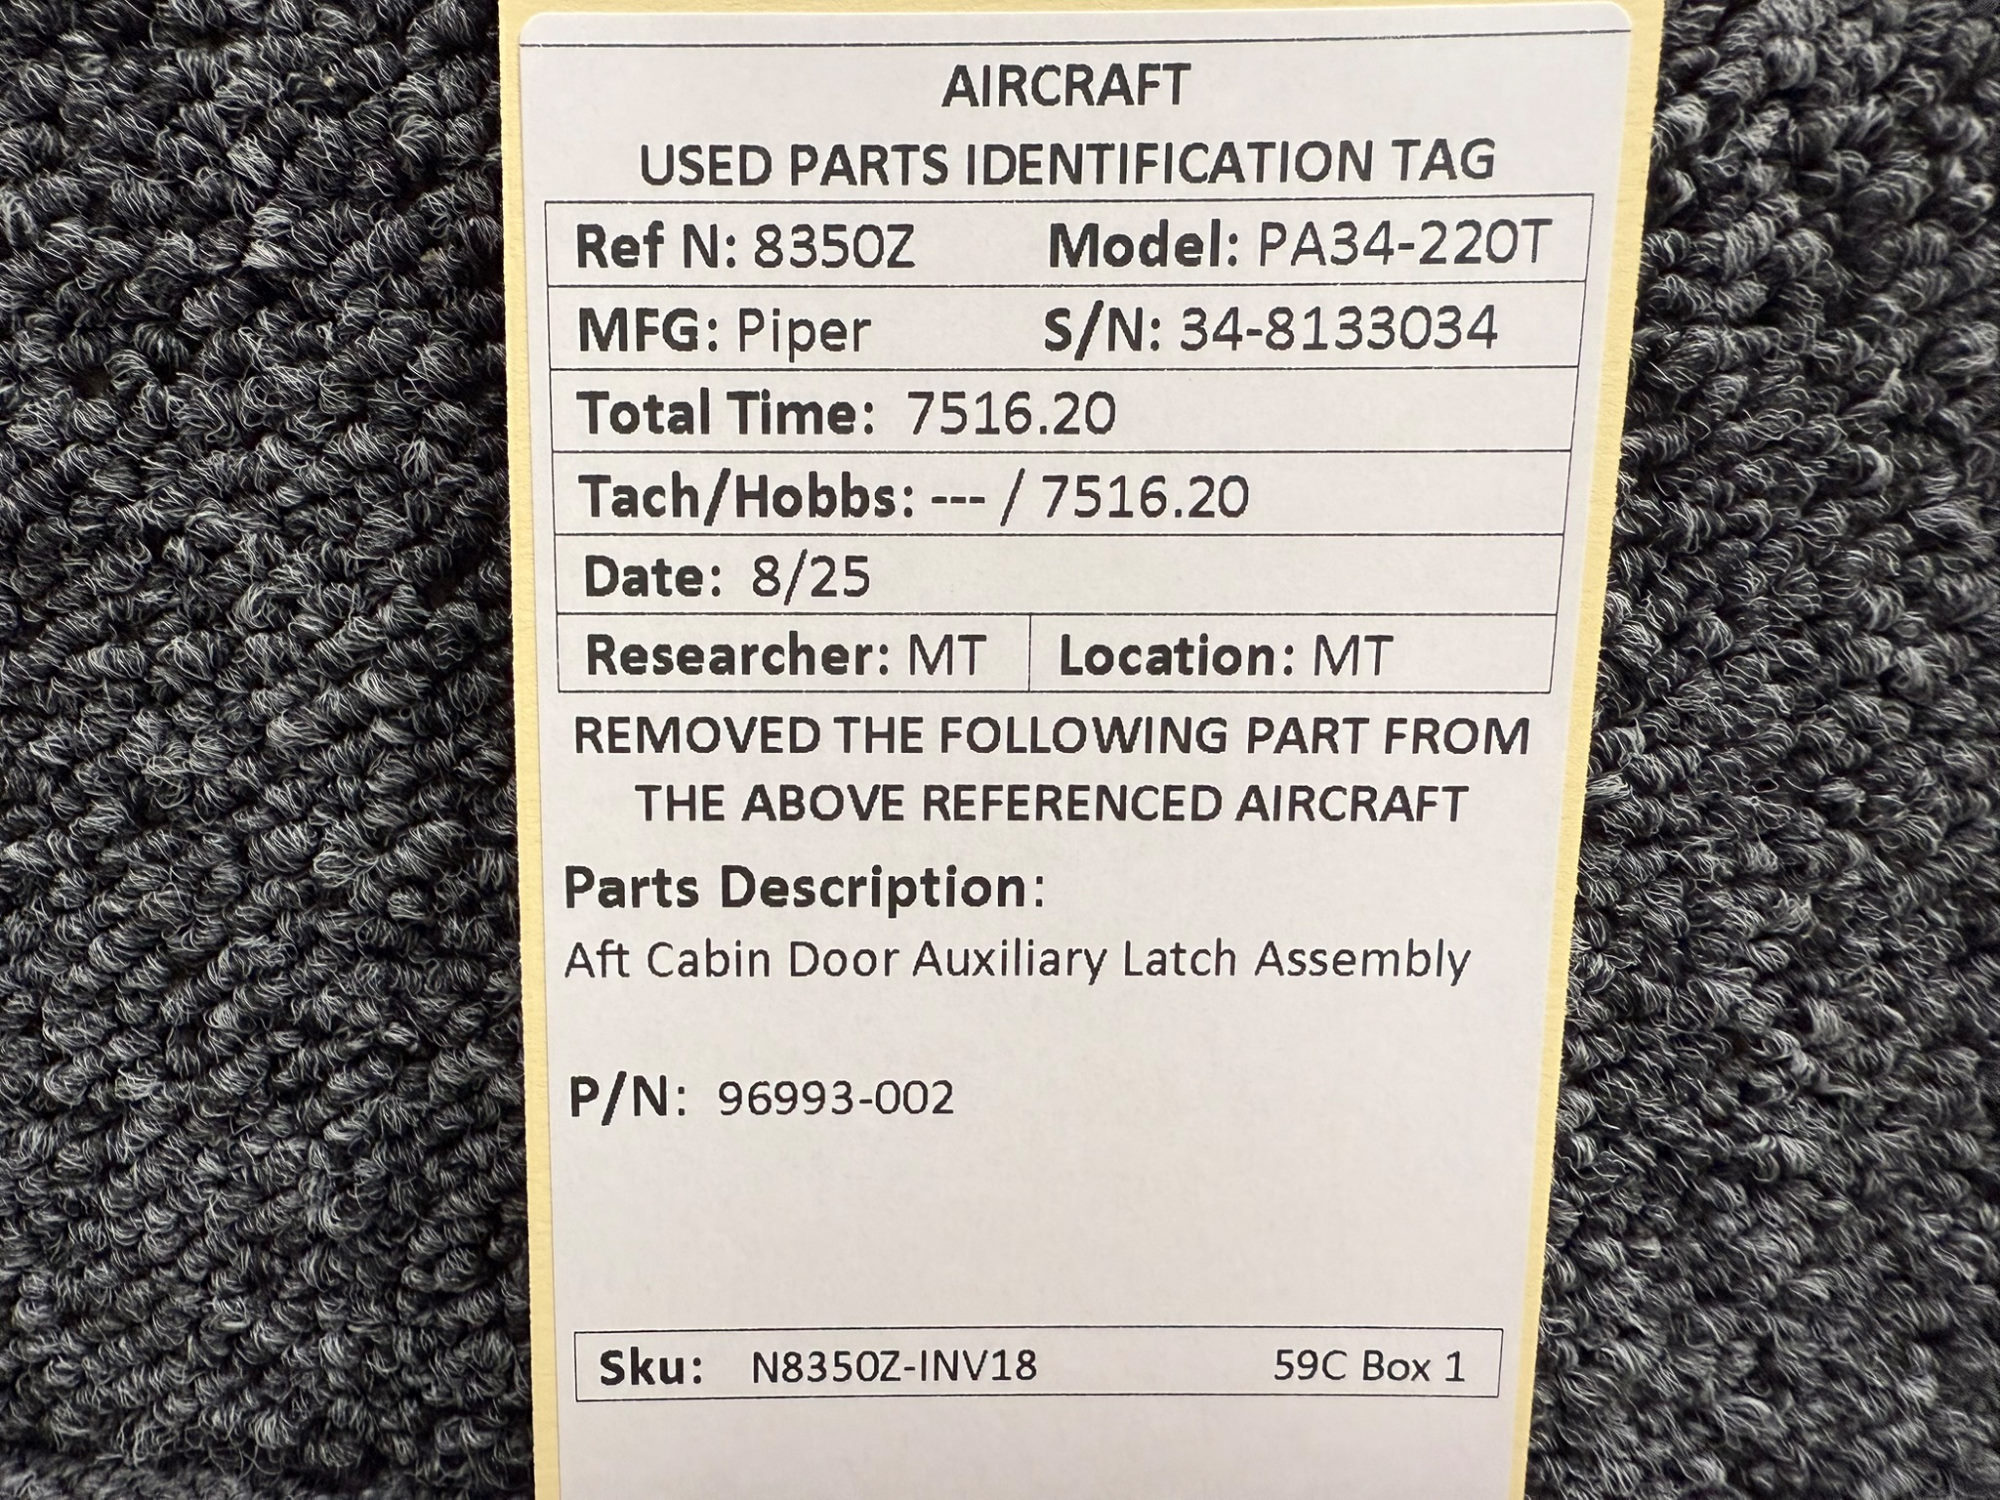 AIRCRAFT
USED PARTS IDENTIFICATION TAG
Ref N: 8350Z Model: PA34-220T
MFG: Piper S/N: 34-8133034
Total Time: 7516.20
Tach/Hobbs: --- / 7516.20
Date: 8/25
Researcher: MT Location: MT
REMOVED THE FOLLOWING PART FROM
THE ABOVE REFERENCED AIRCRAFT
Parts Description:
Aft Cabin Door Auxiliary Latch Assembly
P/N: 96993-002
Sku: N8350Z-INV18 59C Box 1